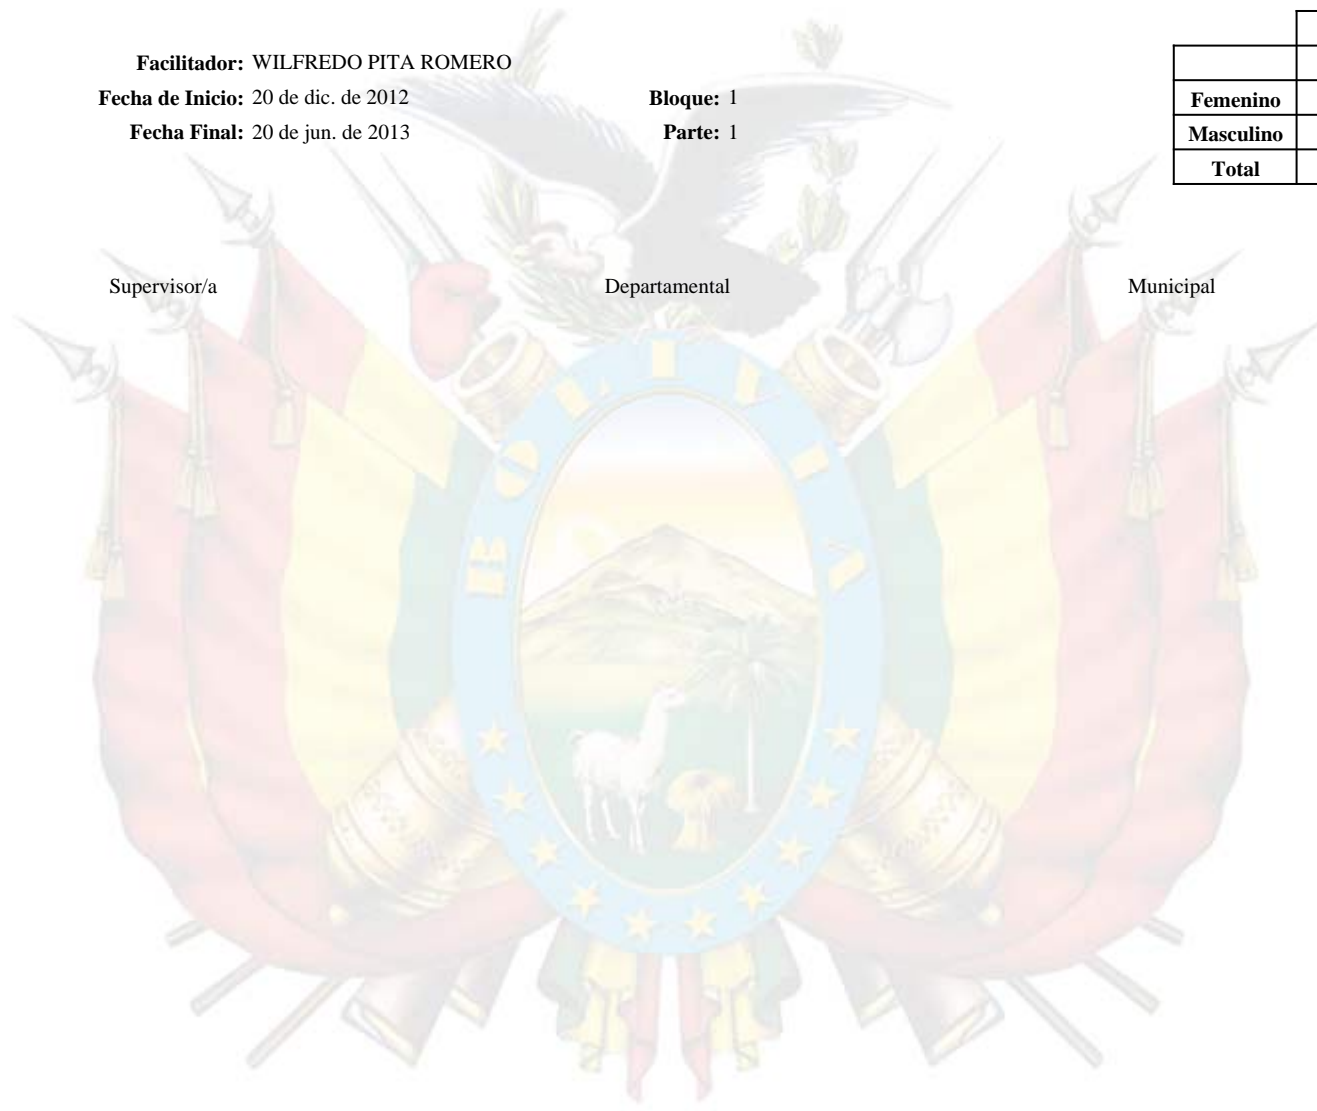 Facilitador: WILFREDO PITA ROMERO
Fecha de Inicio: 20 de dic. de 2012 Bloque: 1
Femenino
Fecha Final: 20 de jun. de 2013 Parte: 1
Masculino
Total
Supervisor/a Departamental Municipal
BOLIVIA